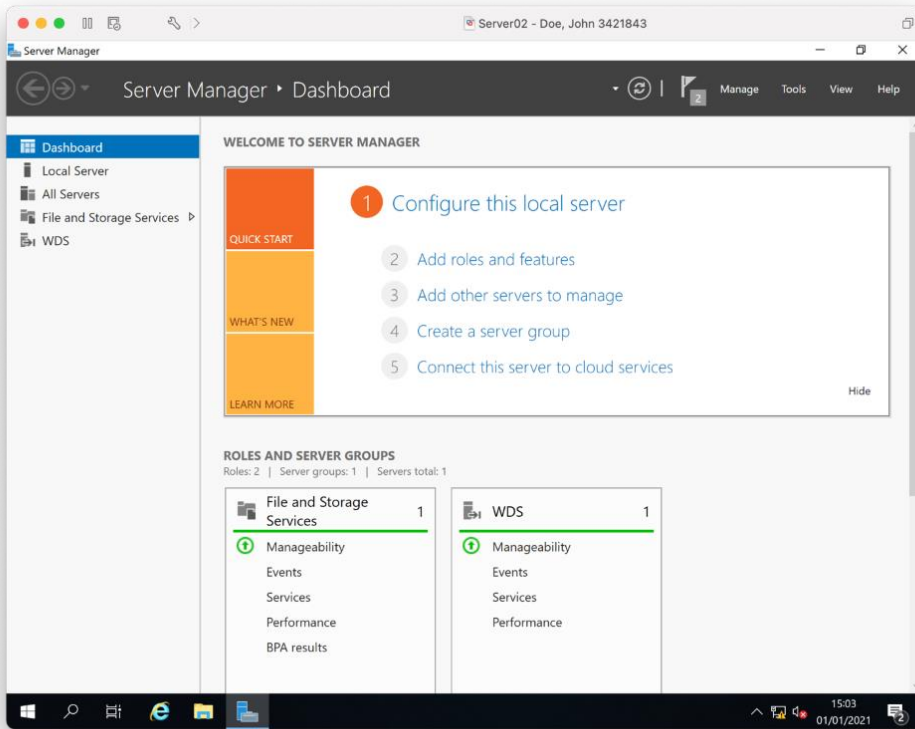 Server02 - Doe, John 3421843
Server Manager
Server Manager • Dashboard
2
Manage
Tools
View
Help
Dashboard
Local Server
All Servers
File and Storage Services
WDS
WELCOME TO SERVER MANAGER
QUICK START
WHAT'S NEW
LEARN MORE
1 Configure this local server
2 Add roles and features
3 Add other servers to manage
4 Create a server group
5 Connect this server to cloud services
Hide
ROLES AND SERVER GROUPS
Roles: 2 | Server groups: 1 | Servers total: 1
File and Storage
Services
1
Manageability
Events
Services
Performance
BPA results
WDS 1
Manageability
Events
Services
Performance
15:03
01/01/2021
2